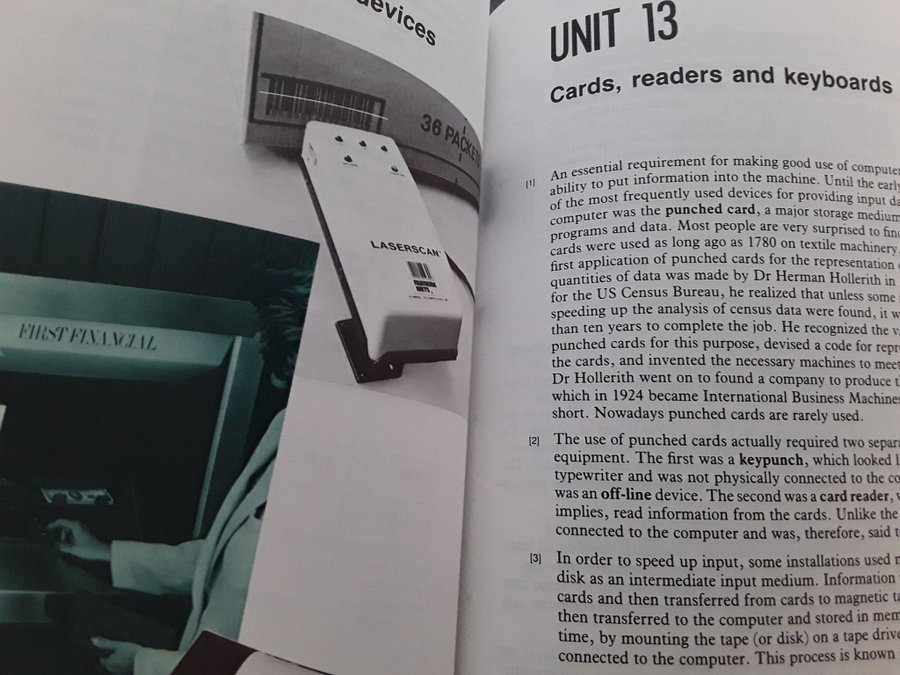 devices
36 PACKETS
LASERSCAN
FIRST FINANCIAL
UNIT 13
Cards, readers and keyboards
[1] An essential requirement for making good use of computer
ability to put information into the machine. Until the early
of the most frequently used devices for providing input da
computer was the punched card, a major storage medium
programs and data. Most people are very surprised to find
cards were used as long ago as 1780 on textile machinery.
first application of punched cards for the representation
quantities of data was made by Dr Herman Hollerith in
for the US Census Bureau, he realized that unless some
speeding up the analysis of census data were found, it w
than ten years to complete the job. He recognized the v
punched cards for this purpose, devised a code for repr
the cards, and invented the necessary machines to meet
Dr Hollerith went on to found a company to produce t
which in 1924 became International Business Machines
short. Nowadays punched cards are rarely used.
[2] The use of punched cards actually required two separ
equipment. The first was a keypunch, which looked li
typewriter and was not physically connected to the co
was an off-line device. The second was a card reader, w
implies, read information from the cards. Unlike the
connected to the computer and was, therefore, said t
[3] In order to speed up input, some installations used m
disk as an intermediate input medium. Information
cards and then transferred from cards to magnetic ta
then transferred to the computer and stored in mem
time, by mounting the tape (or disk) on a tape drive
connected to the computer. This process is known